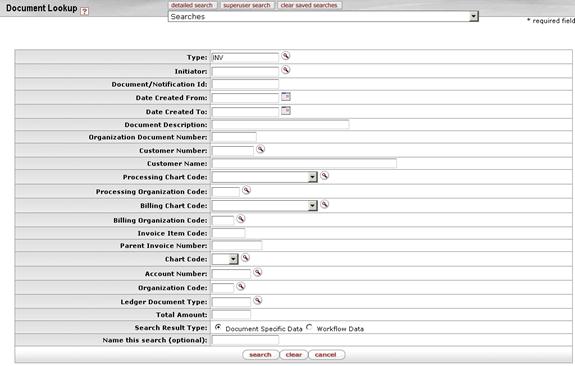 Document Lookup ?
detailed search superuser search clear saved searches
Searches
* required field
Type: INV
Initiator:
Document/Notification Id:
Date Created From:
Date Created To:
Document Description:
Organization Document Number:
Customer Number:
Customer Name:
Processing Chart Code:
Processing Organization Code:
Billing Chart Code:
Billing Organization Code:
Invoice Item Code:
Parent Invoice Number:
Chart Code:
Account Number:
Organization Code:
Ledger Document Type:
Total Amount:
Search Result Type: Document Specific Data Workflow Data
Name this search (optional):
search clear cancel